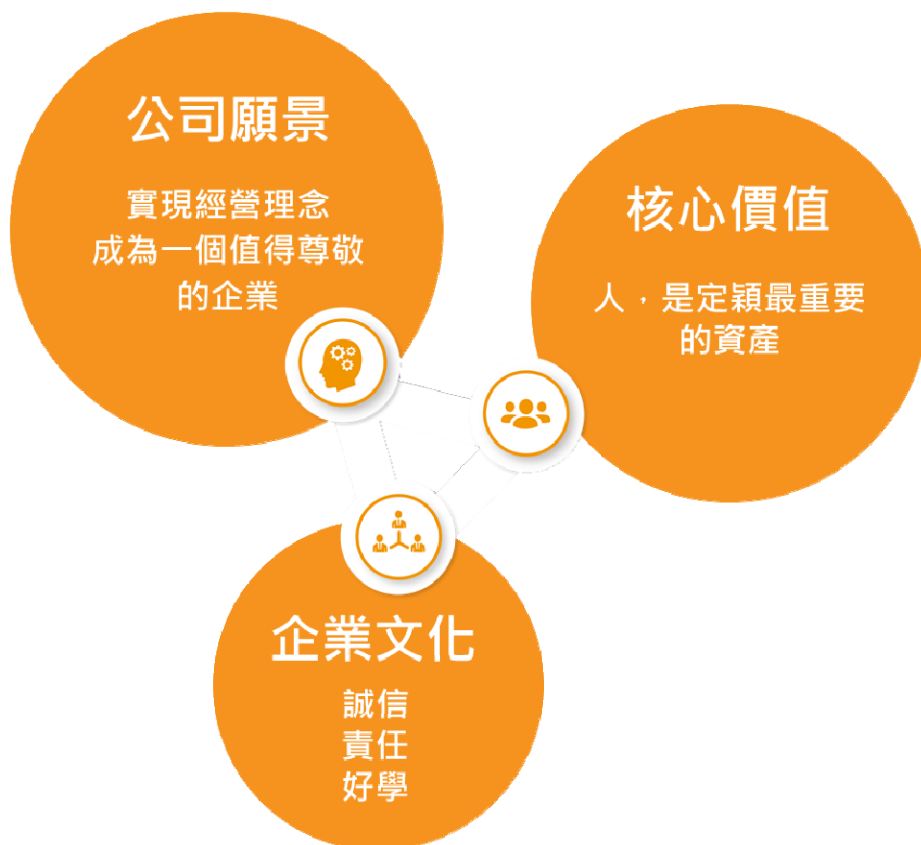 公司願景
實現經營理念
成為一個值得尊敬
的企業
核心價值
人，是定穎最重要
的資產
企業文化
誠信
責任
好學